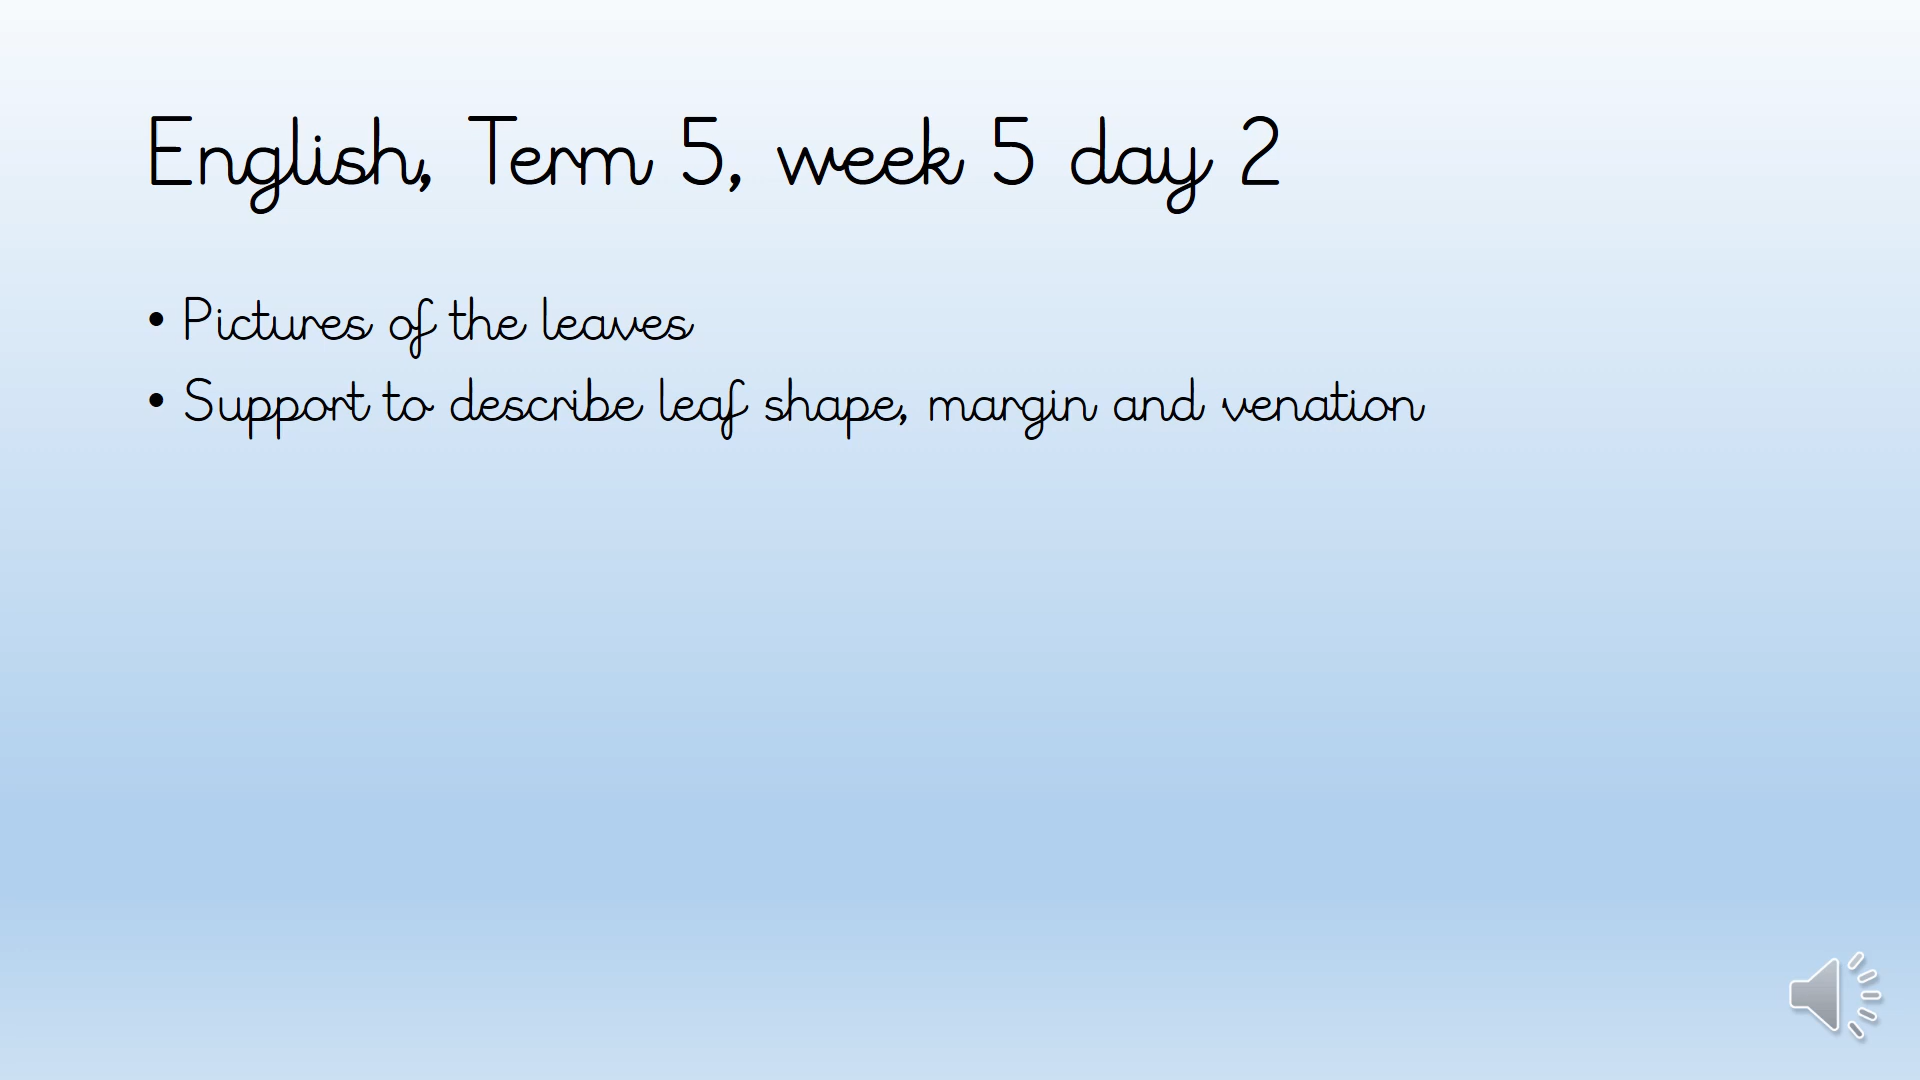 English, Term 5, week 5 day 2
• Pictures of the leaves
• Support to describe leaf shape, margin and venation